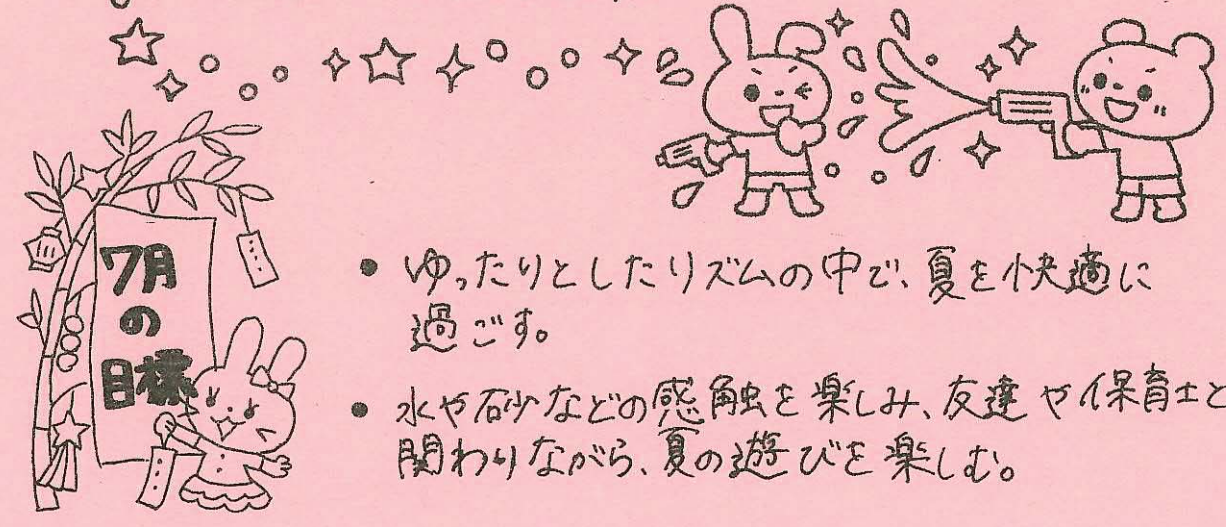 7月
の
目標
• ゆったりとしたリズムの中で、夏を快適に
過ごす。
• 水や砂などの感触を楽しみ、友達や保育士と
関わりながら、夏の遊びを楽しむ。